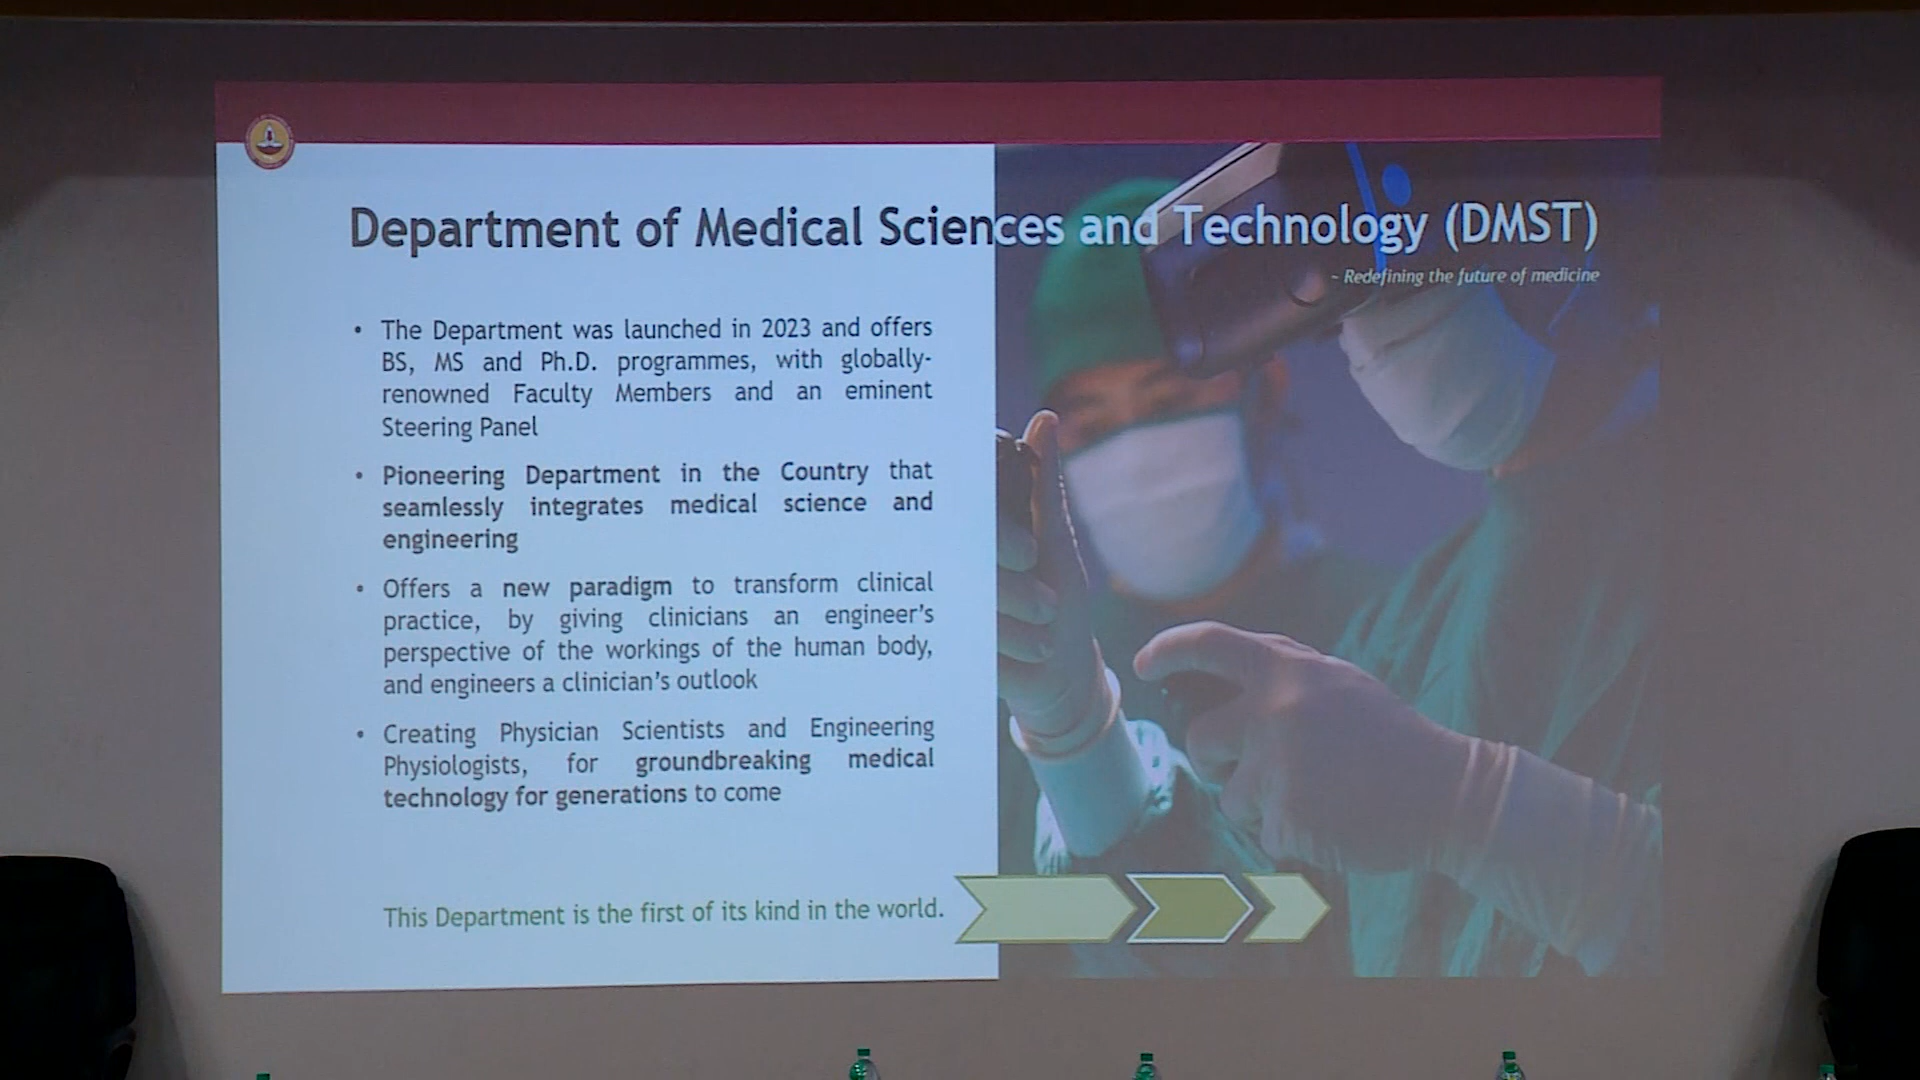 Department of Medical Sciences and Technology (DMST)
~ Redefining the future of medicine
• The Department was launched in 2023 and offers
BS, MS and Ph.D. programmes, with globally-
renowned Faculty Members and an eminent
Steering Panel
• Pioneering Department in the Country that
seamlessly integrates medical science and
engineering
• Offers a new paradigm to transform clinical
practice, by giving clinicians an engineer’s
perspective of the workings of the human body,
and engineers a clinician’s outlook
• Creating Physician Scientists and Engineering
Physiologists, for groundbreaking medical
technology for generations to come
This Department is the first of its kind in the world.